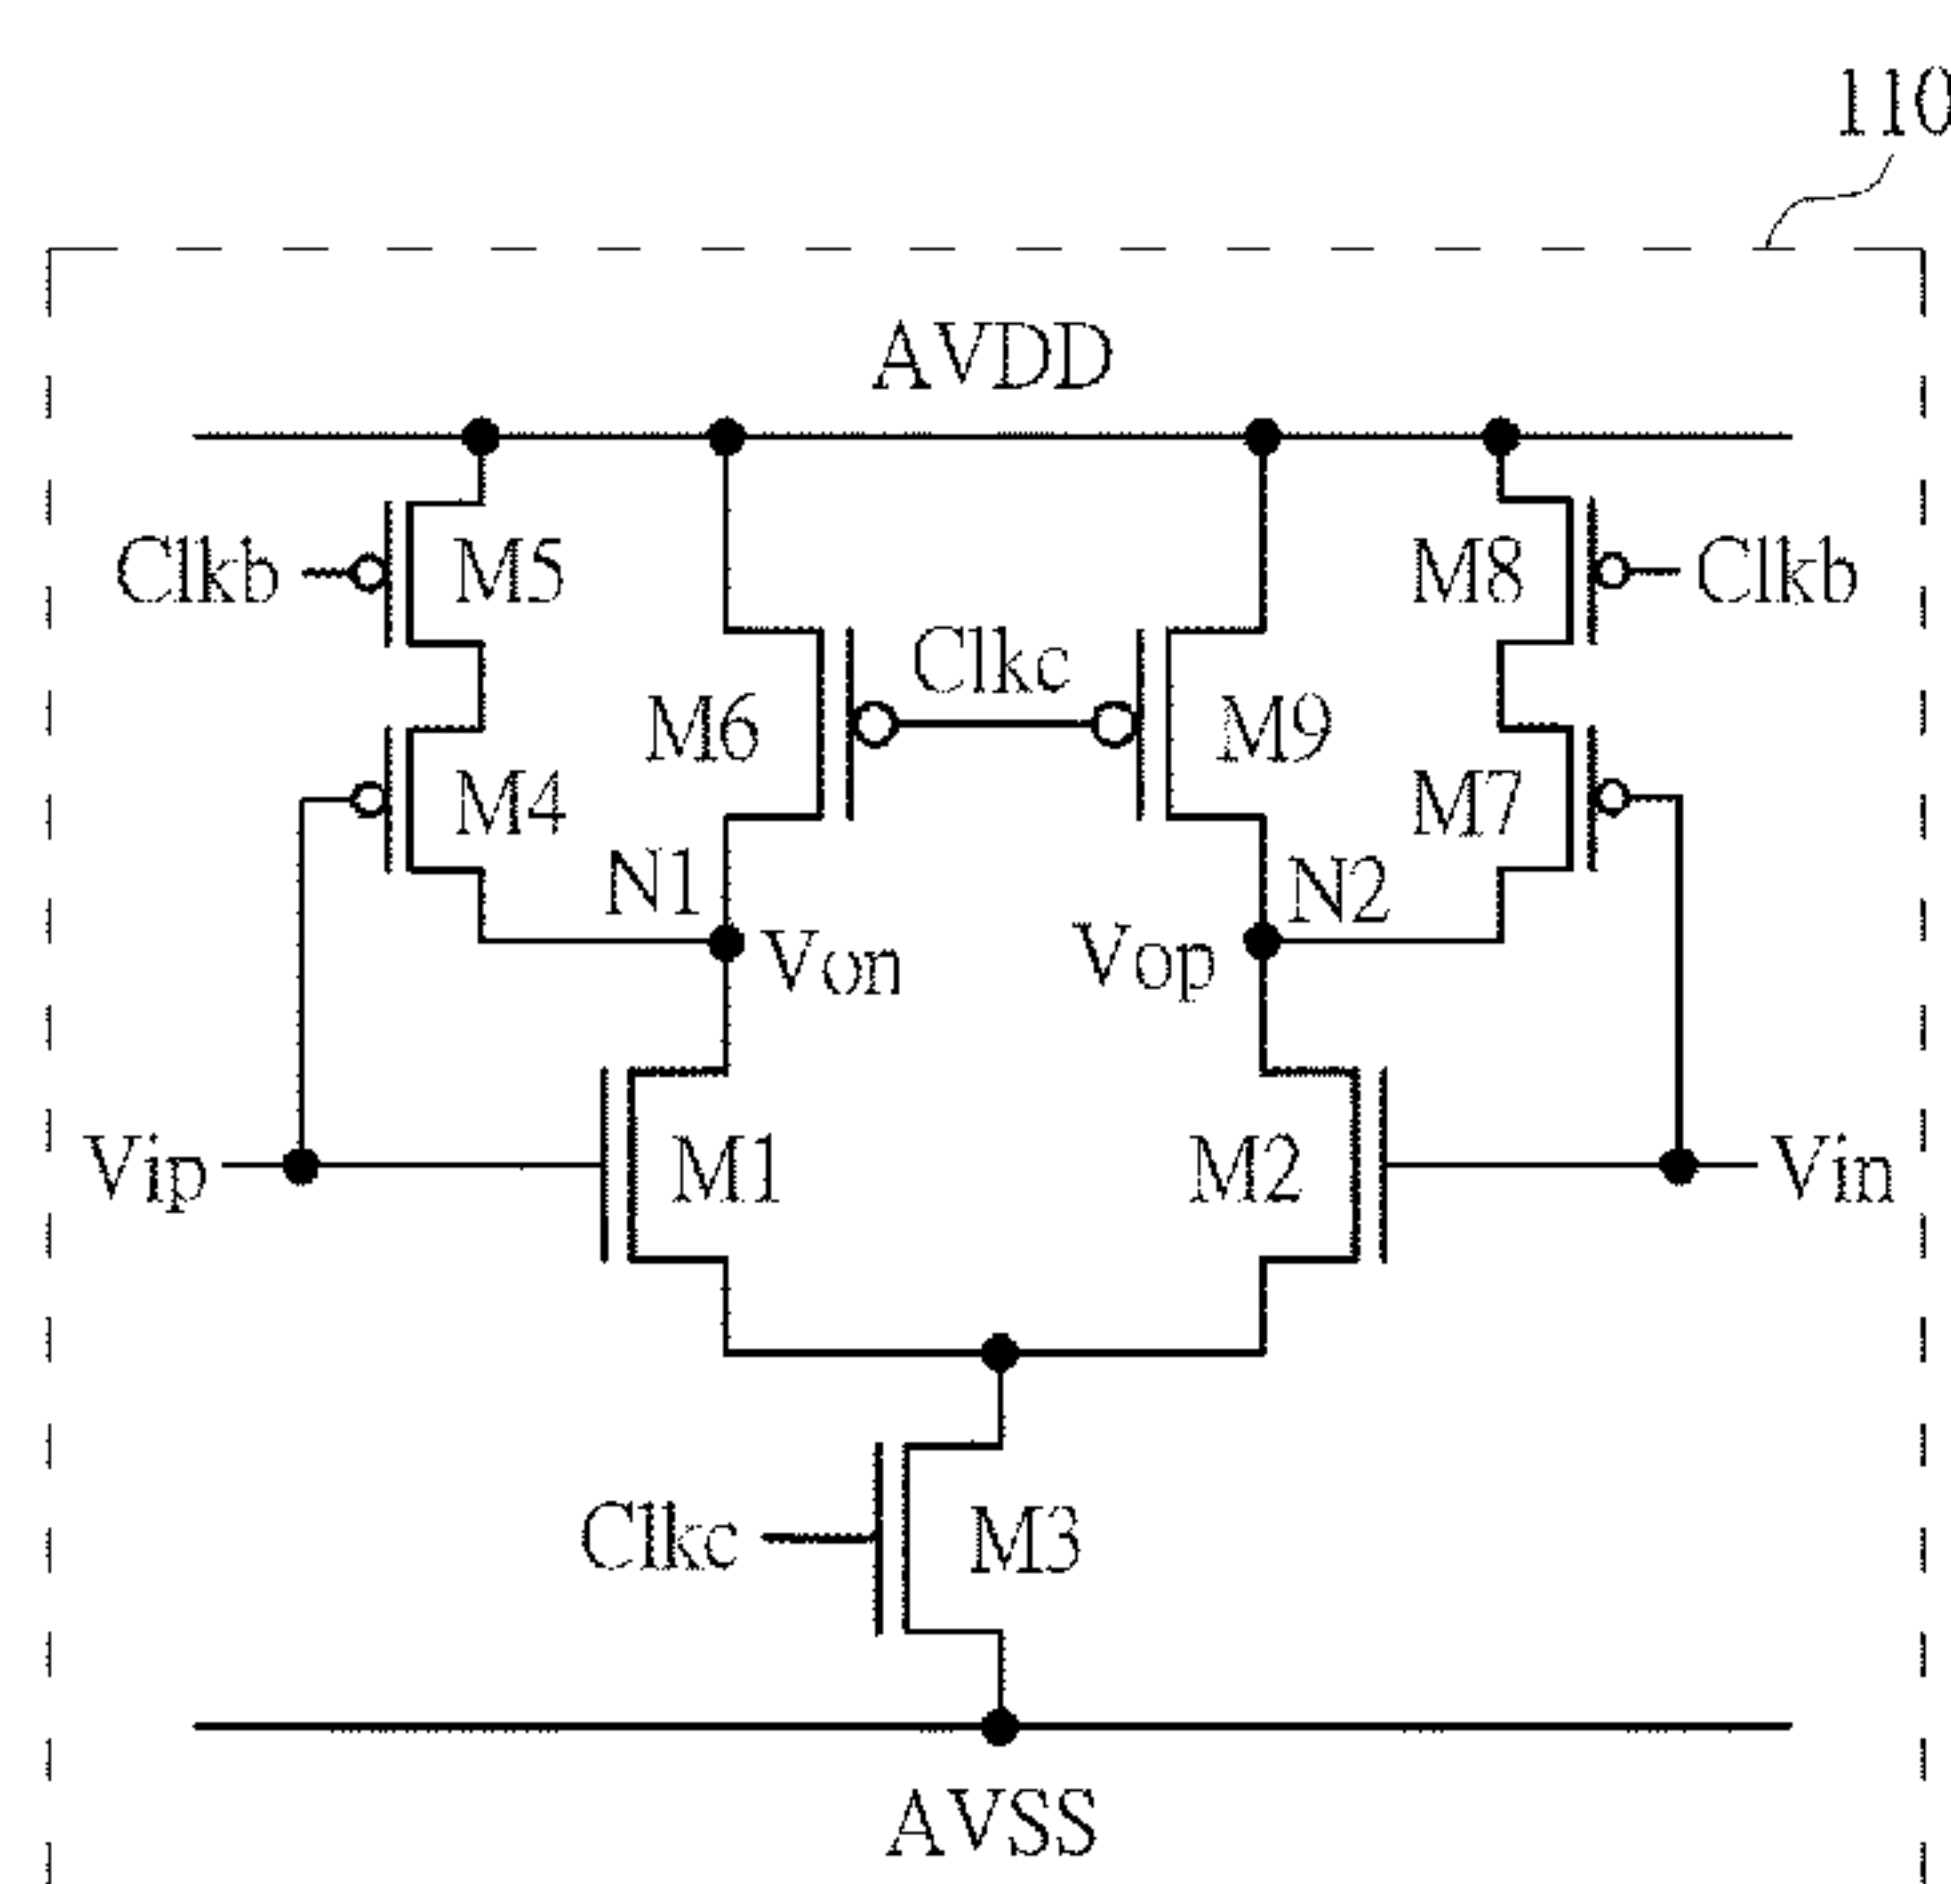 110
AVDD
Clkb M5 M8 Clkb
Clkc
M6 M9
M4 M7
N1 N2
Von Vop
Vip M1 M2 Vin
Clkc M3
AVSS